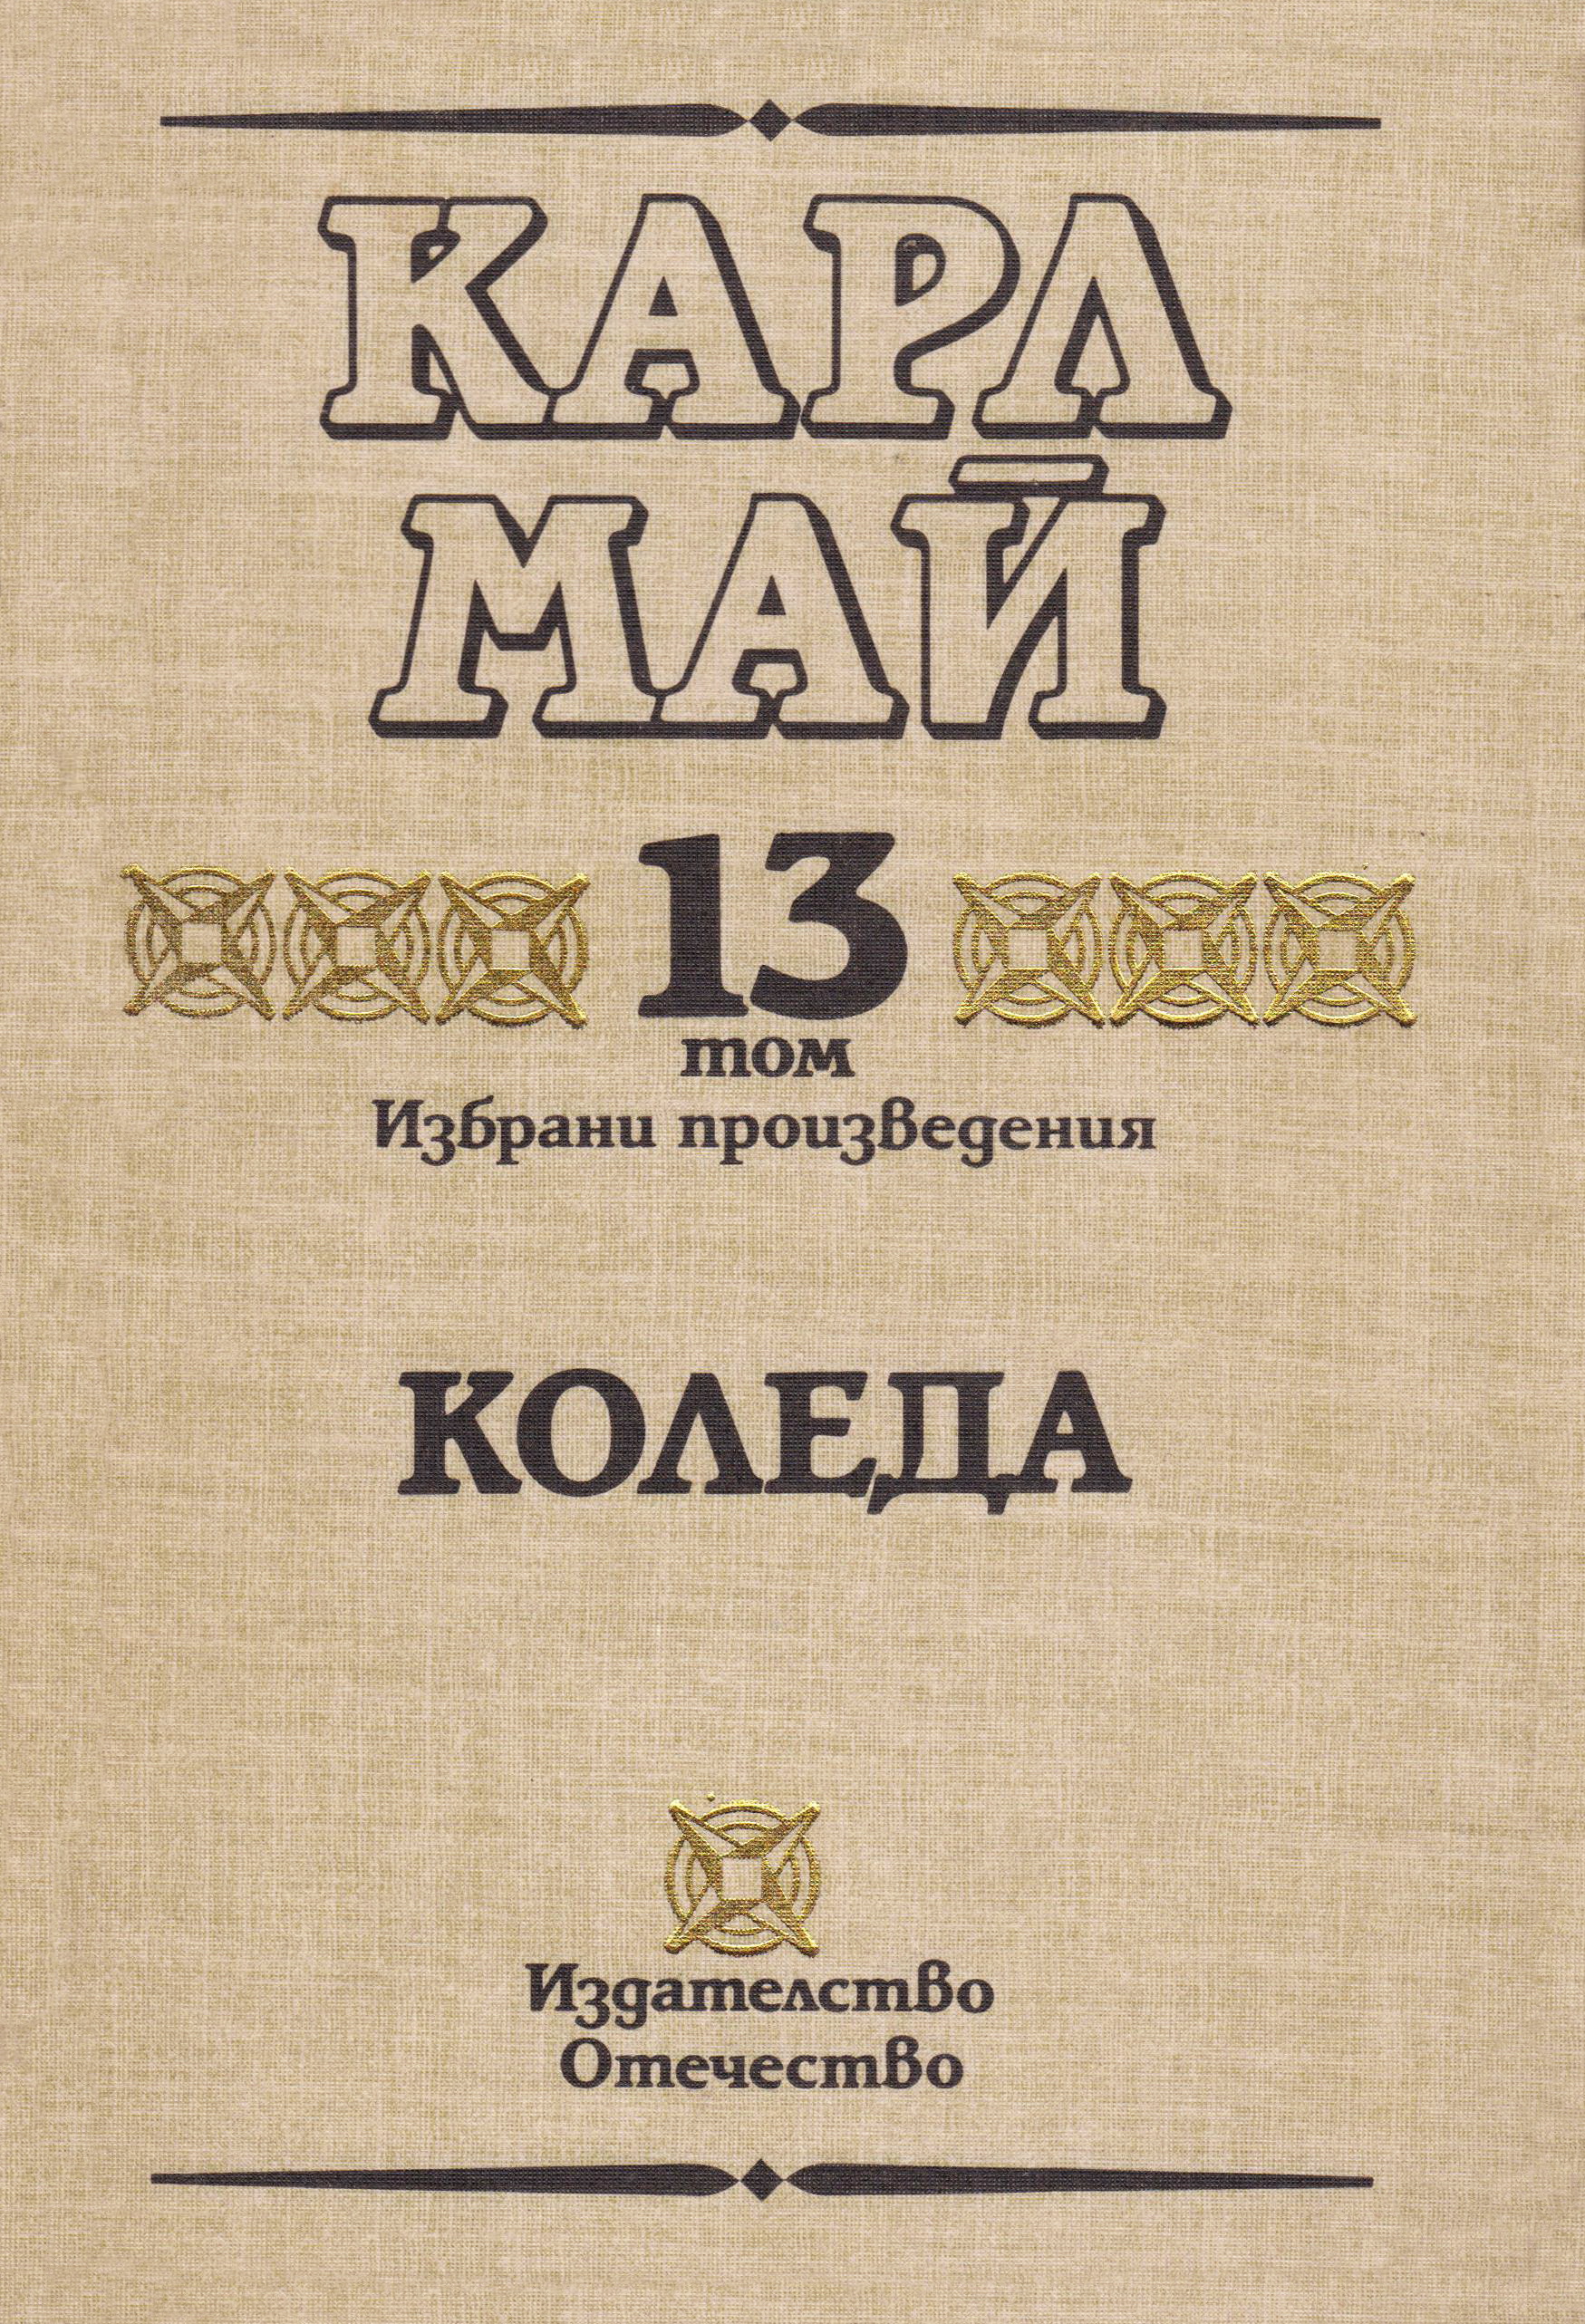 КАРЛ
МАЙ
13
том
Избрани произведения
КОЛЕДА
Издателство
Отечество